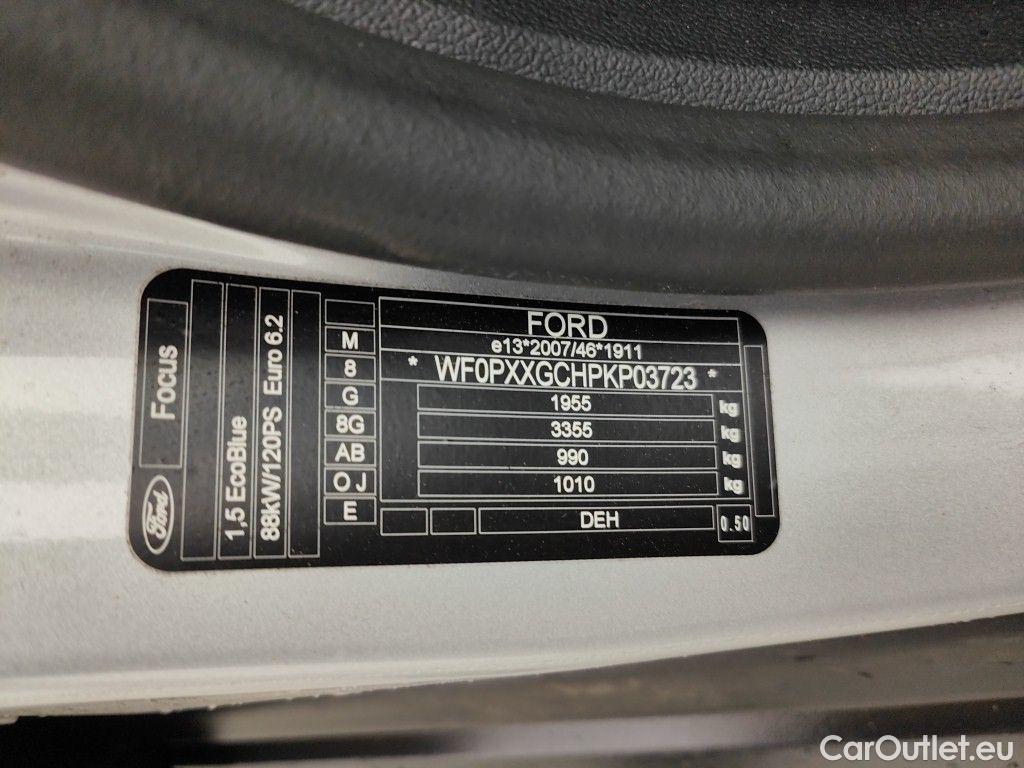 Ford
Focus
1,5 EcoBlue
88kW/120PS Euro 6.2
M
8
G
8G
AB
O J
E
FORD
e13*2007/46*1911
* WF0PXXGCHPKP03723 *
1955 kg
3355 kg
990 kg
1010 kg
DEH
0.50
CarOutlet.eu